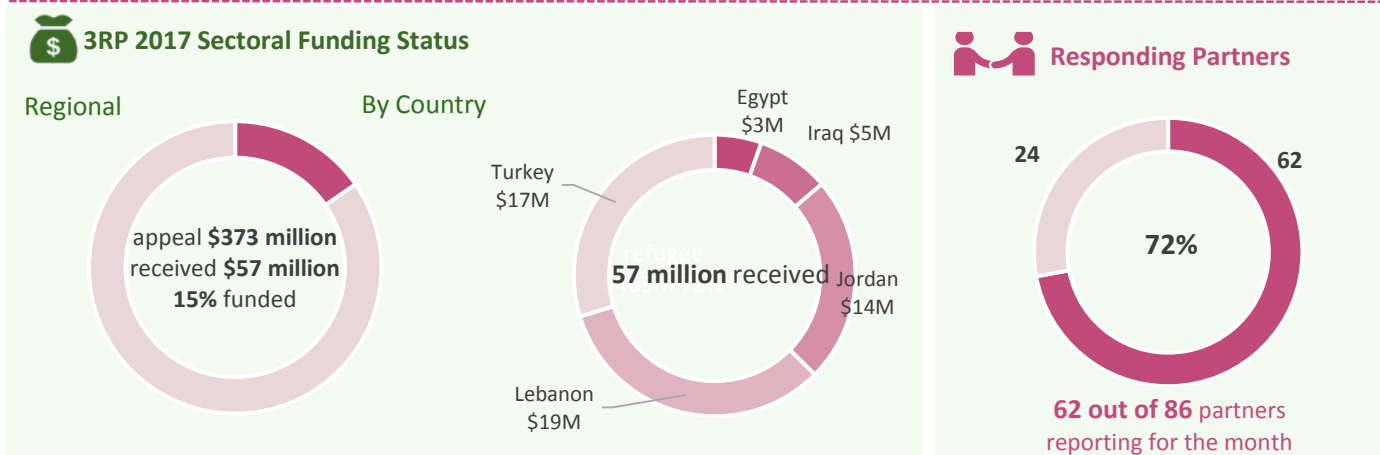 $
3RP 2017 Sectoral Funding Status
Regional
By Country
appeal $373 million
received $57 million
15% funded
Egypt
$3M
Iraq $5M
Turkey
$17M
refugee
57 million received
Jordan
$14M
Lebanon
$19M
Responding Partners
24
62
72%
62 out of 86 partners
reporting for the month